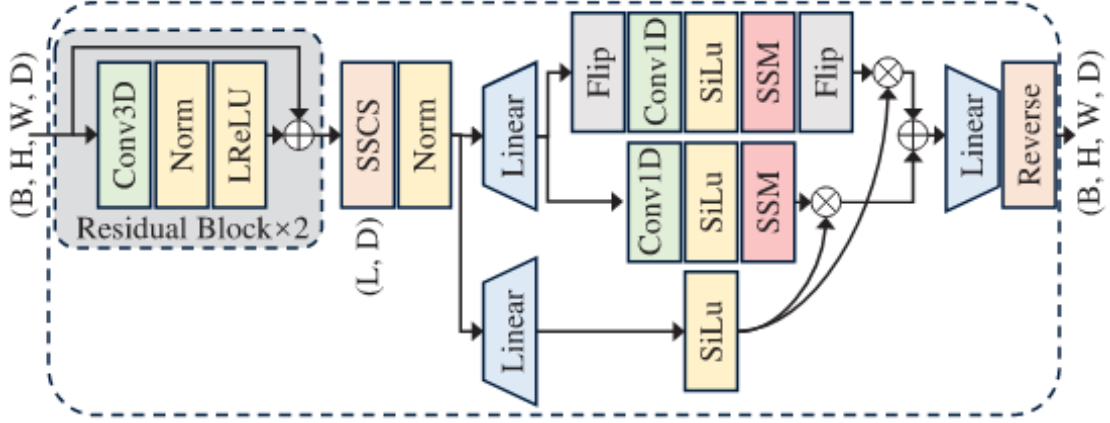 (B, H, W, D)
Conv3D
Norm
LReLU
Residual Block×2
SSCS
Norm
(L, D)
Linear
Flip
Conv1D
SiLu
SSM
Flip
Conv1D
SiLu
SSM
Linear
SiLu
Linear
Reverse
(B, H, W, D)